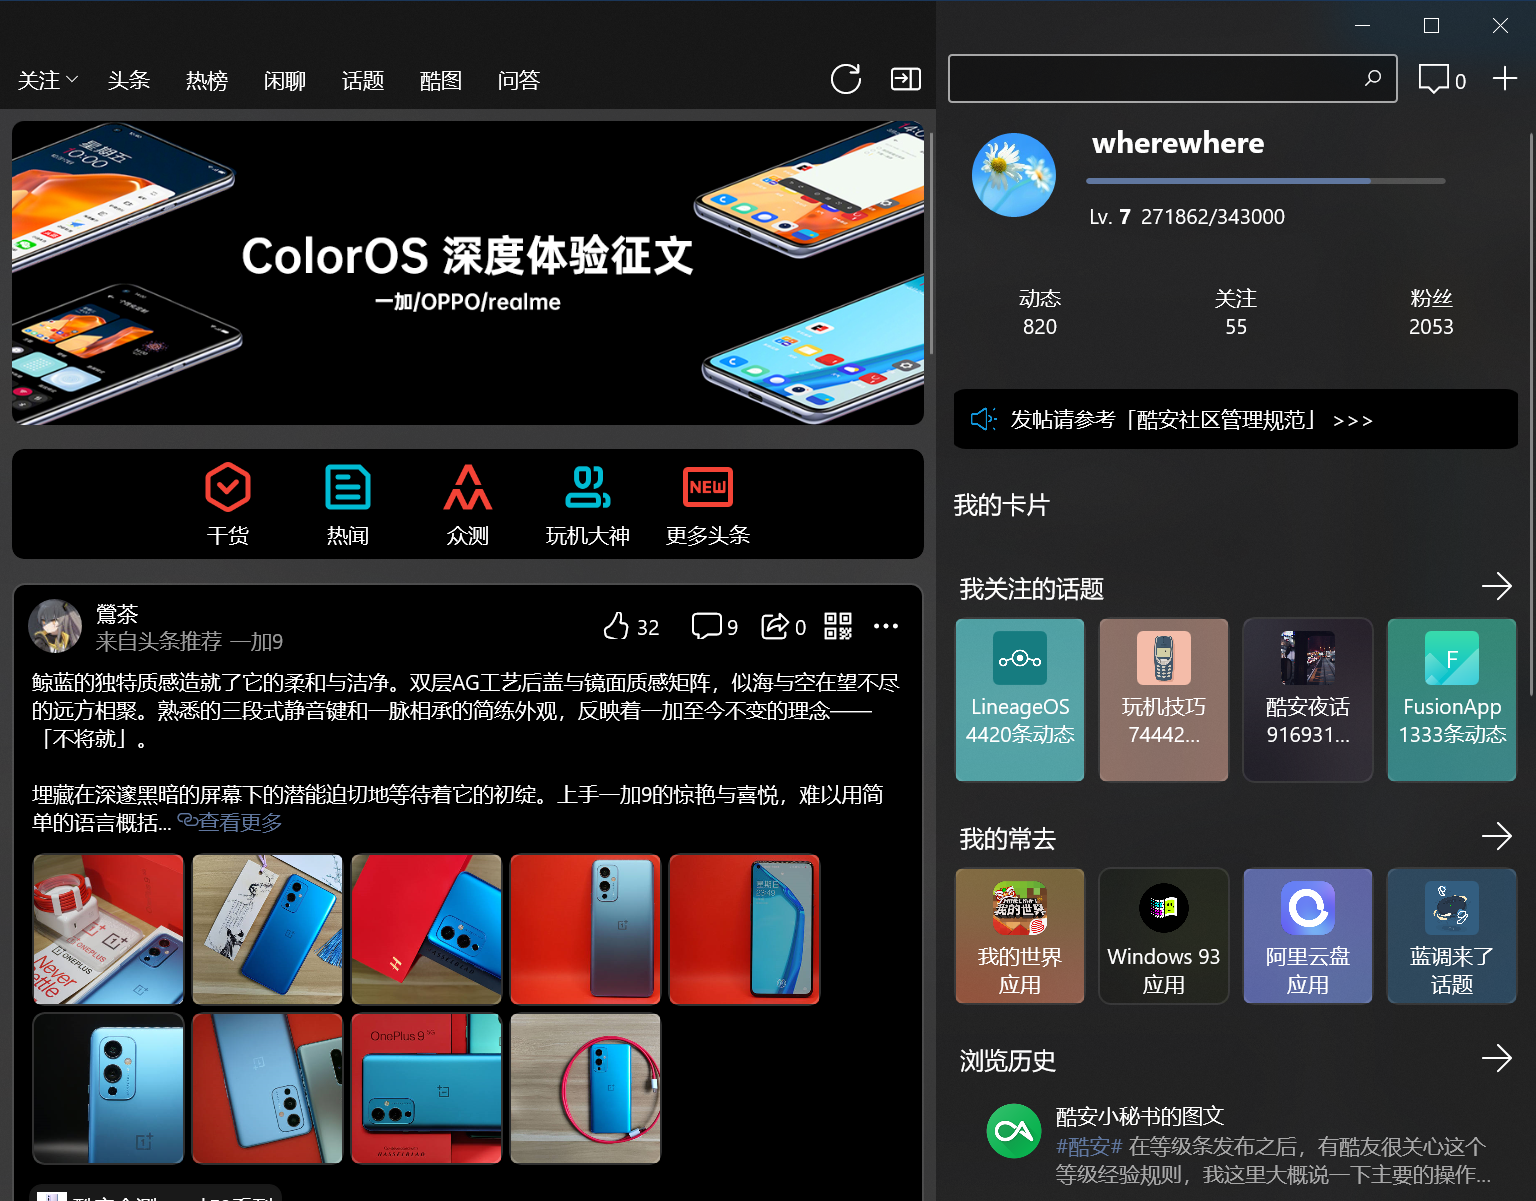 关注 头条 热榜 闲聊 话题 酷图 问答
0
ColorOS 深度体验征文
一加/OPPO/realme
干货 热闻 众测 玩机大神 更多头条
NEW
鶯茶
来自头条推荐 一加9
32 9 0
鲸蓝的独特质感造就了它的柔和与洁净。双层AG工艺后盖与镜面质感矩阵，似海与空在望不尽
的远方相聚。熟悉的三段式静音键和一脉相承的简练外观，反映着一加至今不变的理念——
「不将就」。
埋藏在深邃黑暗的屏幕下的潜能迫切地等待着它的初绽。上手一加9的惊艳与喜悦，难以用简
单的语言概括... 查看更多
Never
Settle
ONEPLUS
OnePlus 9 5G
HASSELBLAD
wherewhere
Lv. 7 271862/343000
动态 关注 粉丝
820 55 2053
发帖请参考「酷安社区管理规范」 >>>
我的卡片
我关注的话题
LineageOS
4420条动态
玩机技巧
74442...
酷安夜话
916931...
F
FusionApp
1333条动态
我的常去
我的世界
我的世界
应用
Windows 93
应用
阿里云盘
应用
蓝调来了
话题
浏览历史
酷安小秘书的图文
#酷安# 在等级条发布之后，有酷友很关心这个
等级经验规则，我这里大概说一下主要的操作...